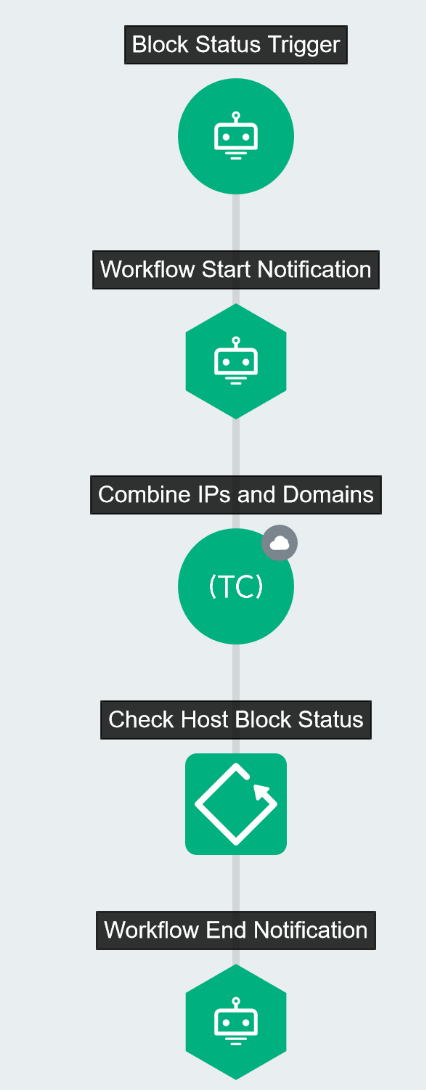 Block Status Trigger
Workflow Start Notification
Combine IPs and Domains
(TC)
Check Host Block Status
Workflow End Notification